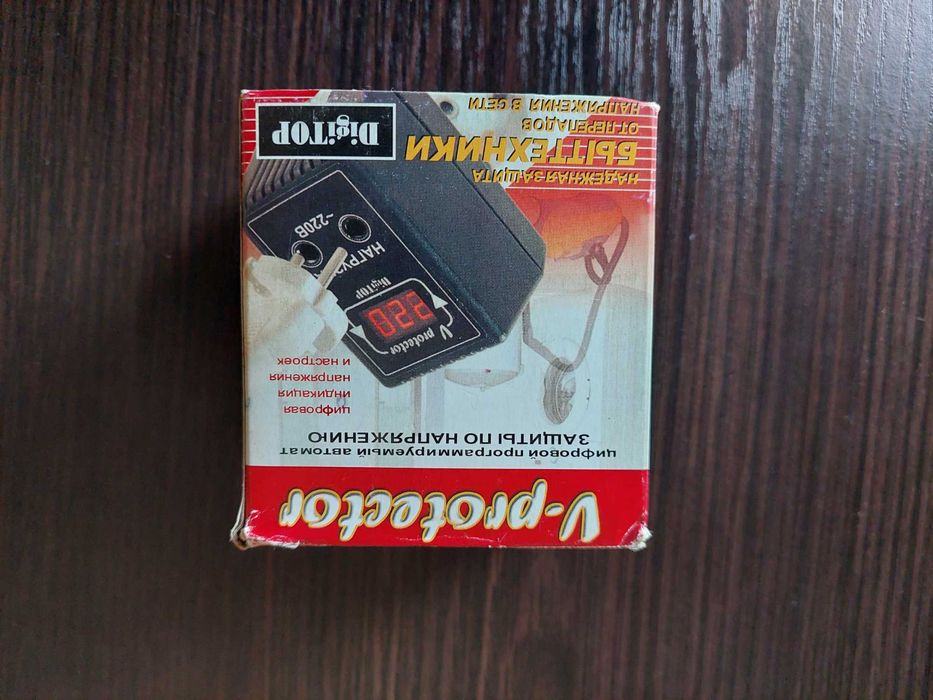 V-protector
цифровой программируемый автомат
ЗАЩИТЫ ПО НАПРЯЖЕНИЮ
цифровая
индикация
напряжения
и настроек
V protector
DigiTOP
НАГРУЗ
~220В
НАДЕЖНАЯ ЗАЩИТА
БЫТТЕХНИКИ
ОТ ПЕРЕПАДОВ
НАПРЯЖЕНИЯ В СЕТИ
DigiTOP